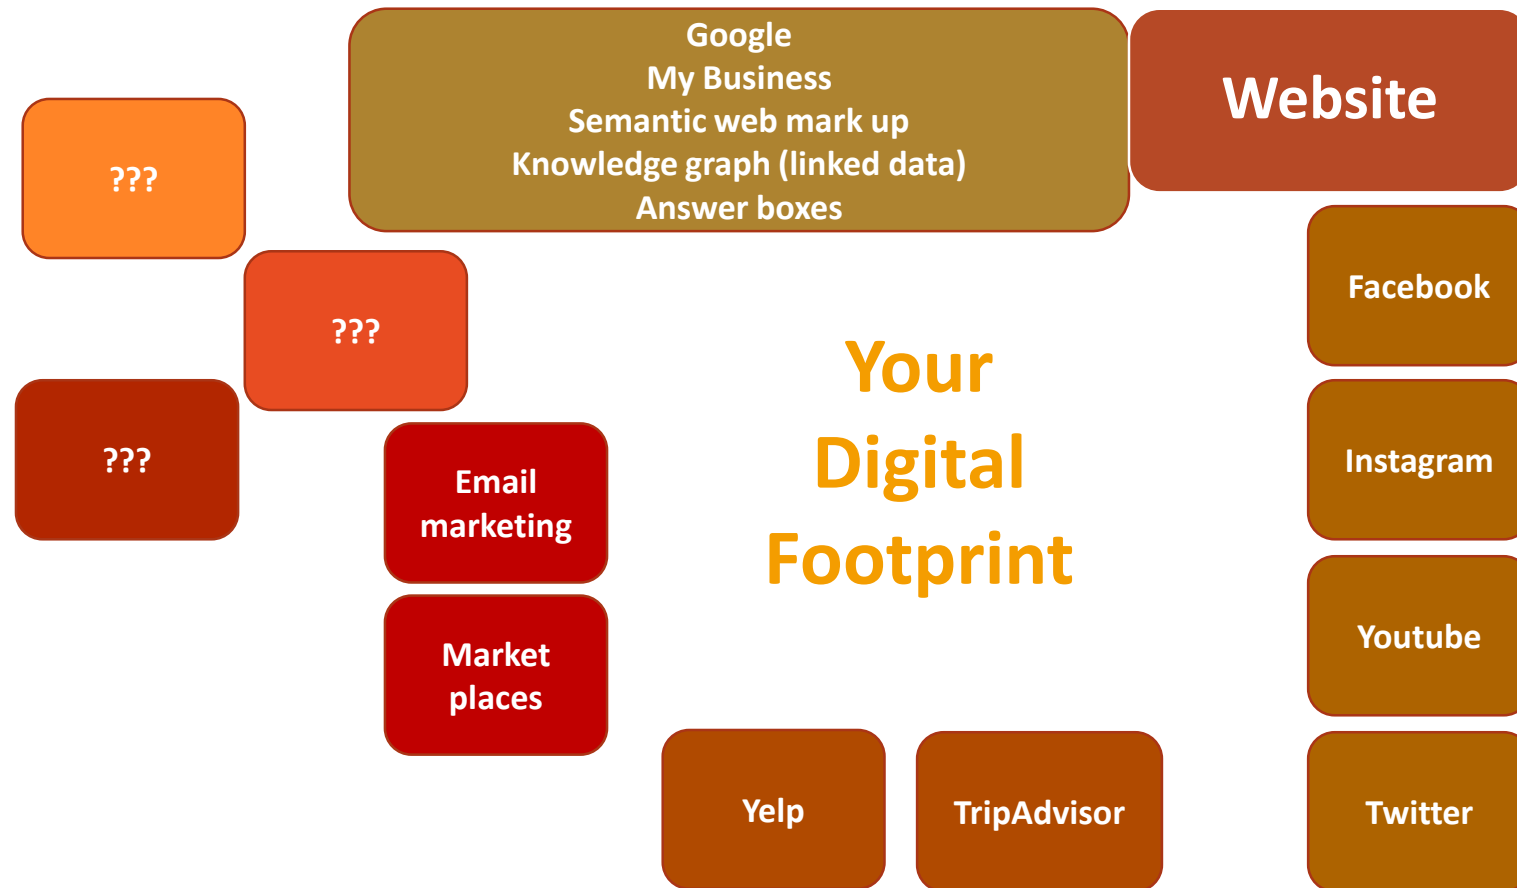 Google
My Business
Semantic web mark up
Knowledge graph (linked data)
Answer boxes
Website
???
???
???
Email
marketing
Market
places
Your
Digital
Footprint
Facebook
Instagram
Youtube
Twitter
Yelp
TripAdvisor